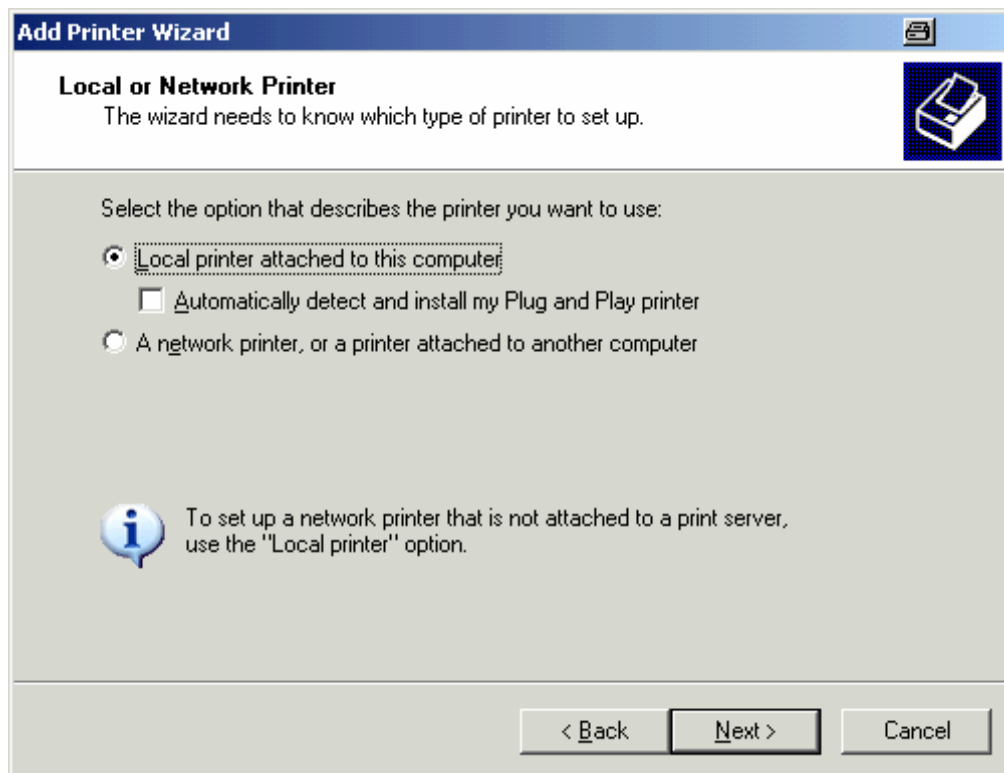 Add Printer Wizard
Local or Network Printer
The wizard needs to know which type of printer to set up.
Select the option that describes the printer you want to use:
Local printer attached to this computer
Automatically detect and install my Plug and Play printer
A network printer, or a printer attached to another computer
To set up a network printer that is not attached to a print server,
use the "Local printer" option.
< Back
Next >
Cancel